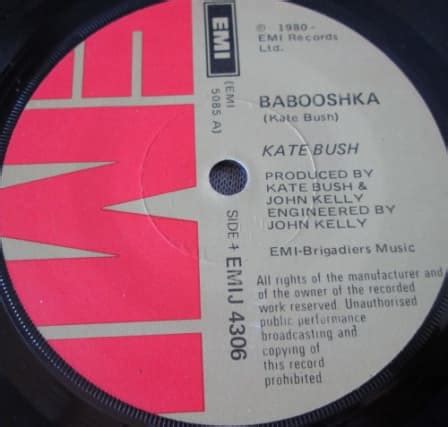 EMI
© 1980 -
EMI Records
Ltd.
EMI
(EMI
5085 A)
BABOOSHKA
(Kate Bush)
KATE BUSH
PRODUCED BY
KATE BUSH &
JOHN KELLY
ENGINEERED BY
JOHN KELLY
EMI-Brigadiers Music
SIDE
EMIJ 4306
All rights of the manufacturer and
of the owner of the recorded
work reserved. Unauthorised
public performance
broadcasting and
copying of
this record
prohibited.